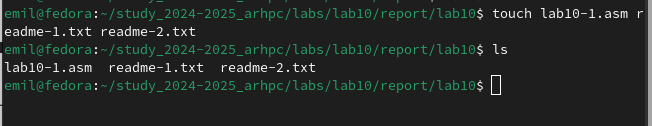 emil@fedora:~/study_2024-2025_arhpc/labs/lab10/report/lab10$ touch lab10-1.asm r
eadme-1.txt readme-2.txt
emil@fedora:~/study_2024-2025_arhpc/labs/lab10/report/lab10$ ls
lab10-1.asm  readme-1.txt  readme-2.txt
emil@fedora:~/study_2024-2025_arhpc/labs/lab10/report/lab10$